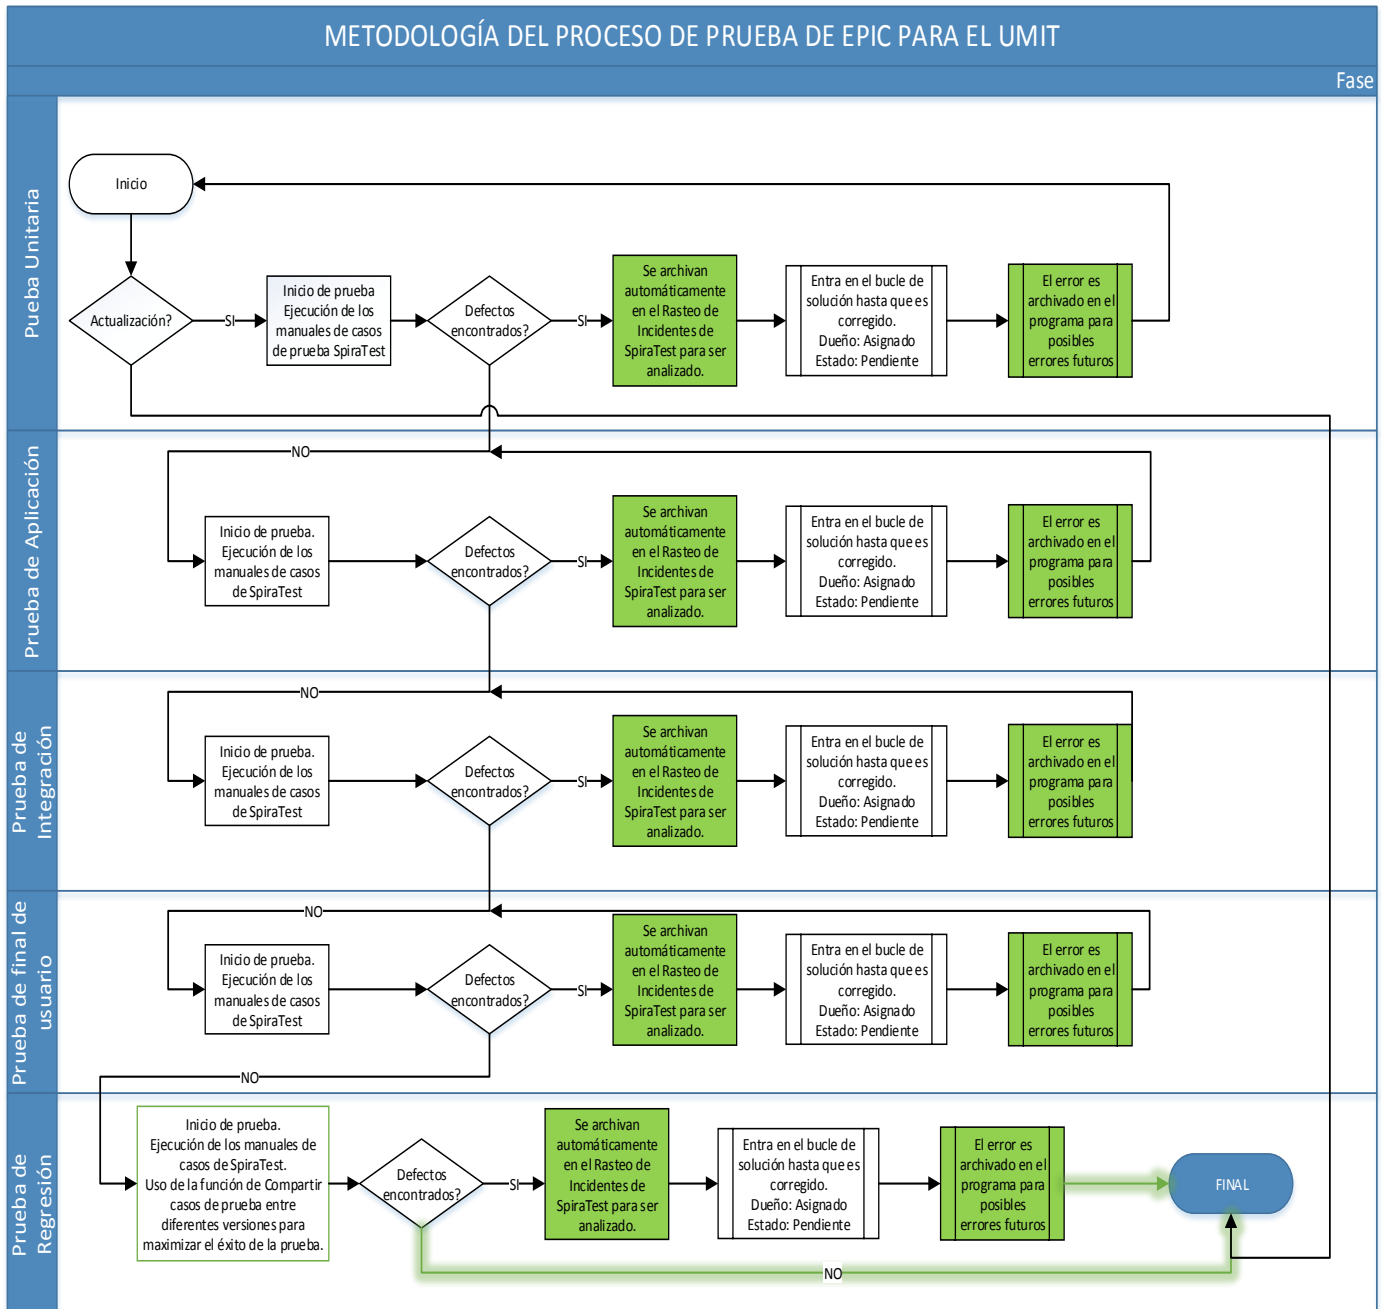 METODOLOGÍA DEL PROCESO DE PRUEBA DE EPIC PARA EL UMIT
Fase
Pueba Unitaria
Inicio
Actualización?
SI
Inicio de prueba
Ejecución de los
manuales de casos
de prueba SpiraTest
Defectos
encontrados?
SI
Se archivan
automáticamente
en el Rasteo de
Incidentes de
SpiraTest para ser
analizado.
Entra en el bucle de
solución hasta que es
corregido.
Dueño: Asignado
Estado: Pendiente
El error es
archivado en el
programa para
posibles
errores futuros
Prueba de Aplicación
NO
Inicio de prueba.
Ejecución de los
manuales de casos
de SpiraTest
Defectos
encontrados?
SI
Se archivan
automáticamente
en el Rasteo de
Incidentes de
SpiraTest para ser
analizado.
Entra en el bucle de
solución hasta que es
corregido.
Dueño: Asignado
Estado: Pendiente
El error es
archivado en el
programa para
posibles
errores futuros
Prueba de
Integración
NO
Inicio de prueba.
Ejecución de los
manuales de casos
de SpiraTest
Defectos
encontrados?
SI
Se archivan
automáticamente
en el Rasteo de
Incidentes de
SpiraTest para ser
analizado.
Entra en el bucle de
solución hasta que es
corregido.
Dueño: Asignado
Estado: Pendiente
El error es
archivado en el
programa para
posibles
errores futuros
Prueba de final de
usuario
NO
Inicio de prueba.
Ejecución de los
manuales de casos
de SpiraTest
Defectos
encontrados?
SI
Se archivan
automáticamente
en el Rasteo de
Incidentes de
SpiraTest para ser
analizado.
Entra en el bucle de
solución hasta que es
corregido.
Dueño: Asignado
Estado: Pendiente
El error es
archivado en el
programa para
posibles
errores futuros
NO
Prueba de
Regresión
Inicio de prueba.
Ejecución de los manuales de
casos de SpiraTest.
Uso de la función de Compartir
casos de prueba entre
diferentes versiones para
maximizar el éxito de la prueba.
Defectos
encontrados?
SI
Se archivan
automáticamente
en el Rasteo de
Incidentes de
SpiraTest para ser
analizado.
Entra en el bucle de
solución hasta que es
corregido.
Dueño: Asignado
Estado: Pendiente
El error es
archivado en el
programa para
posibles
errores futuros
FINAL
NO